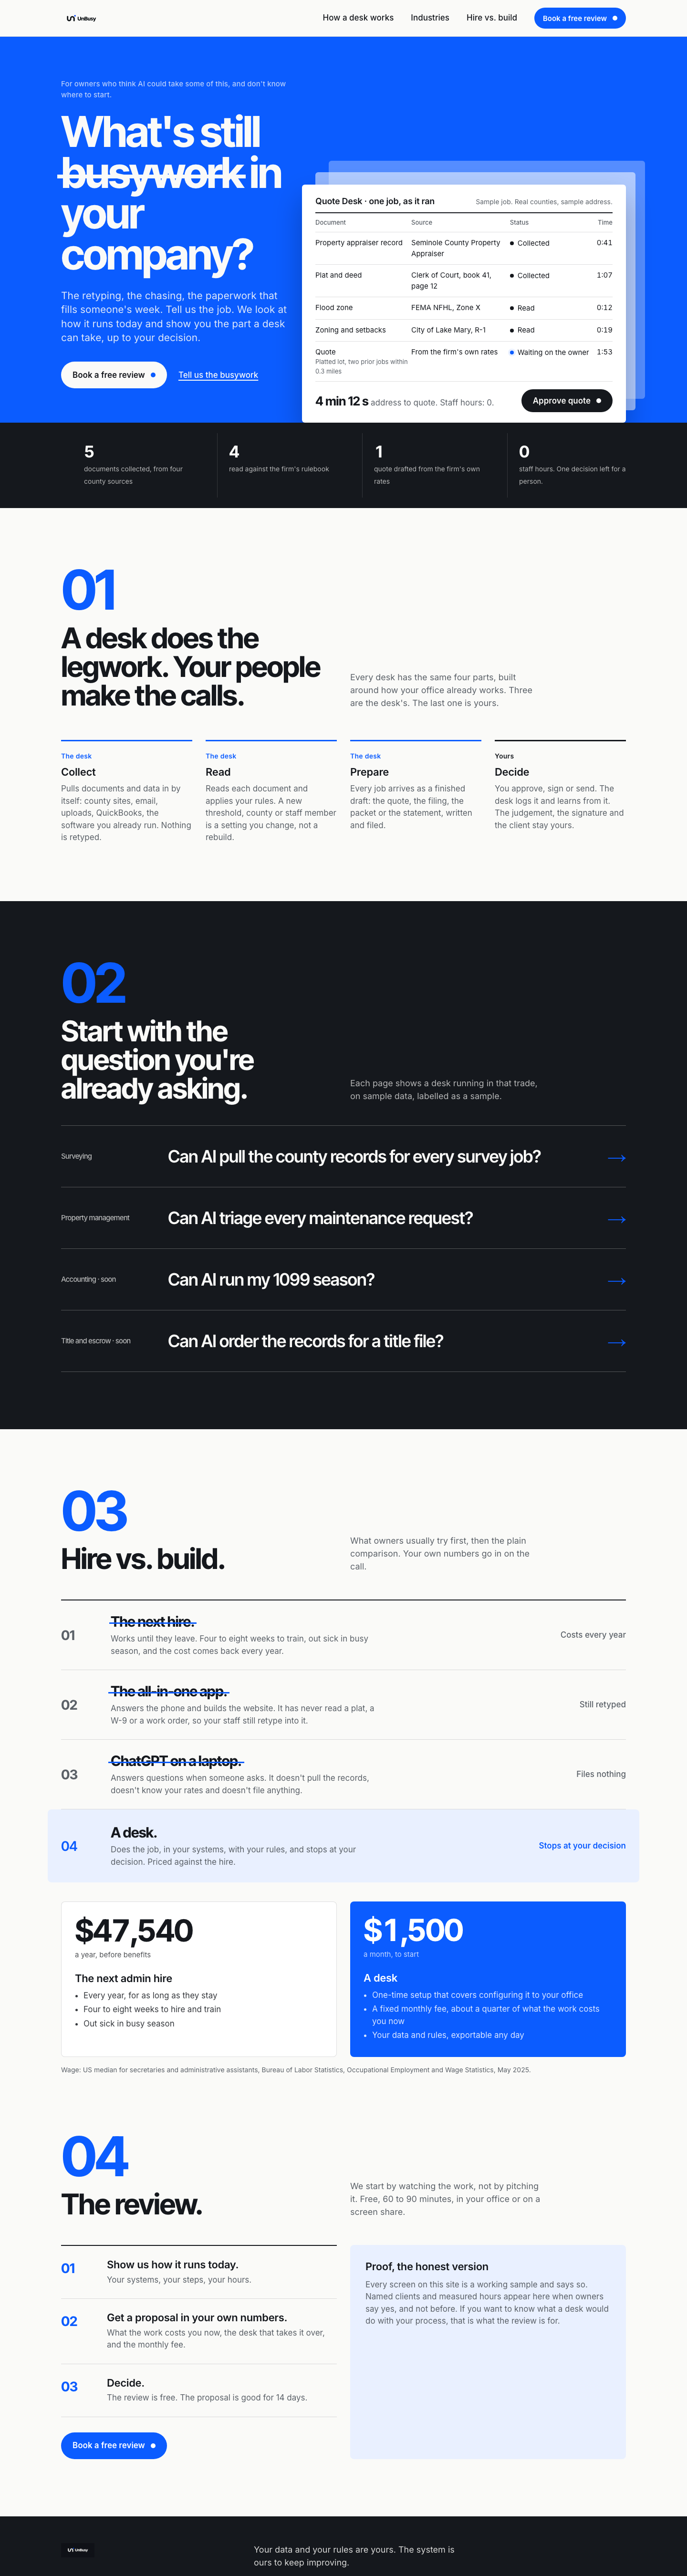 UnBusy
How a desk works
Industries
Hire vs. build
Book a free review
For owners who think AI could take some of this, and don't know
where to start.
What's still
busywork in
your
company?
The retyping, the chasing, the paperwork that
fills someone's week. Tell us the job. We look at
how it runs today and show you the part a desk
can take, up to your decision.
Book a free review
Tell us the busywork
Quote Desk · one job, as it ran
Sample job. Real counties, sample address.
Document Source Status Time
Property appraiser record Seminole County Property Collected 0:41
Appraiser
Plat and deed Clerk of Court, book 41, Collected 1:07
page 12
Flood zone FEMA NFHL, Zone X Read 0:12
Zoning and setbacks City of Lake Mary, R-1 Read 0:19
Quote From the firm's own rates Waiting on the owner 1:53
Platted lot, two prior jobs within
0.3 miles
4 min 12 s address to quote. Staff hours: 0.
Approve quote
5
documents collected, from four
county sources
4
read against the firm's rulebook
1
quote drafted from the firm's own
rates
0
staff hours. One decision left for a
person.
01
A desk does the
legwork. Your people
make the calls.
Every desk has the same four parts, built
around how your office already works. Three
are the desk's. The last one is yours.
The desk
Collect
Pulls documents and data in by
itself: county sites, email,
uploads, QuickBooks, the
software you already run. Nothing
is retyped.
The desk
Read
Reads each document and
applies your rules. A new
threshold, county or staff member
is a setting you change, not a
rebuild.
The desk
Prepare
Every job arrives as a finished
draft: the quote, the filing, the
packet or the statement, written
and filed.
Yours
Decide
You approve, sign or send. The
desk logs it and learns from it.
The judgement, the signature and
the client stay yours.
02
Start with the
question you're
already asking.
Each page shows a desk running in that trade,
on sample data, labelled as a sample.
Surveying Can AI pull the county records for every survey job? →
Property management Can AI triage every maintenance request? →
Accounting · soon Can AI run my 1099 season? →
Title and escrow · soon Can AI order the records for a title file? →
03
Hire vs. build.
What owners usually try first, then the plain
comparison. Your own numbers go in on the
call.
01
The next hire.
Works until they leave. Four to eight weeks to train, out sick in busy
season, and the cost comes back every year.
Costs every year
02
The all-in-one app.
Answers the phone and builds the website. It has never read a plat, a
W-9 or a work order, so your staff still retype into it.
Still retyped
03
ChatGPT on a laptop.
Answers questions when someone asks. It doesn't pull the records,
doesn't know your rates and doesn't file anything.
Files nothing
04
A desk.
Does the job, in your systems, with your rules, and stops at your
decision. Priced against the hire.
Stops at your decision
$47,540
a year, before benefits
The next admin hire
• Every year, for as long as they stay
• Four to eight weeks to hire and train
• Out sick in busy season
$1,500
a month, to start
A desk
• One-time setup that covers configuring it to your office
• A fixed monthly fee, about a quarter of what the work costs
you now
• Your data and rules, exportable any day
Wage: US median for secretaries and administrative assistants, Bureau of Labor Statistics, Occupational Employment and Wage Statistics, May 2025.
04
The review.
We start by watching the work, not by pitching
it. Free, 60 to 90 minutes, in your office or on a
screen share.
01
Show us how it runs today.
Your systems, your steps, your hours.
02
Get a proposal in your own numbers.
What the work costs you now, the desk that takes it over,
and the monthly fee.
03
Decide.
The review is free. The proposal is good for 14 days.
Book a free review
Proof, the honest version
Every screen on this site is a working sample and says so.
Named clients and measured hours appear here when owners
say yes, and not before. If you want to know what a desk would
do with your process, that is what the review is for.
UnBusy
Your data and your rules are yours. The system is
ours to keep improving.